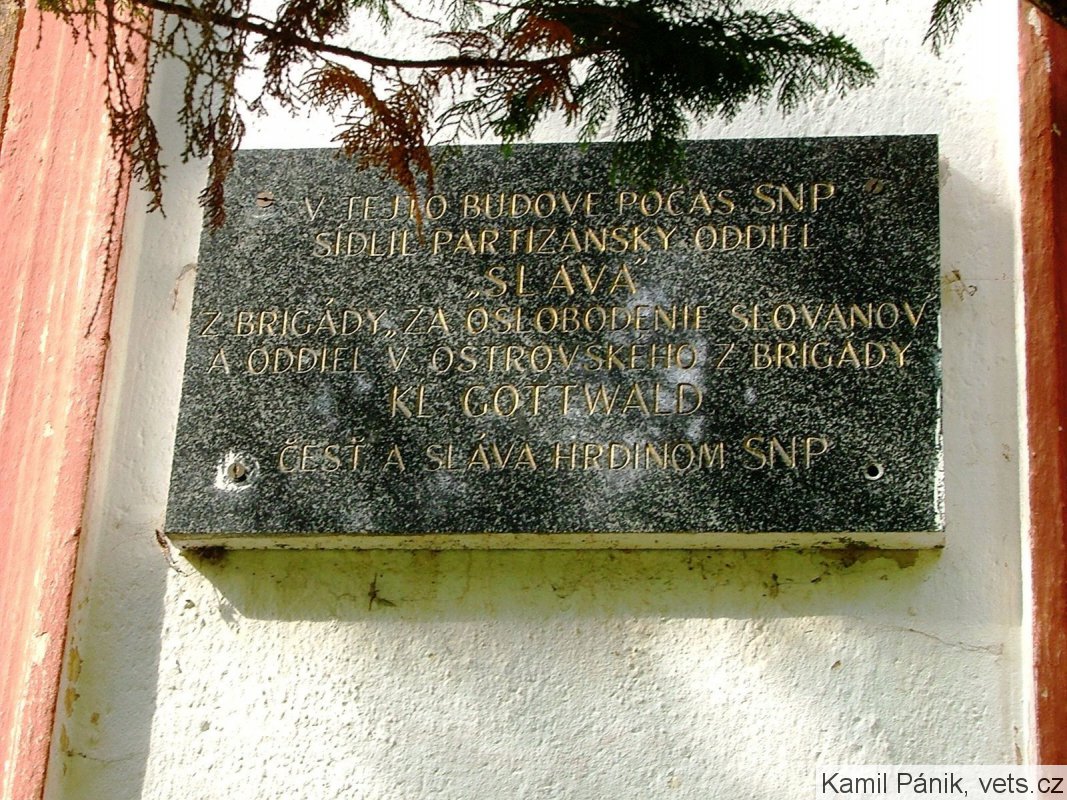 V TEJTO BUDOVE POČAS SNP
SÍDLIL PARTIZÁNSKY ODDIEL
„SLÁVA"
Z BRIGÁDY „ZA OSLOBODENIE SLOVANOV"
A ODDIEL V. OSTROVSKEHO Z BRIGÁDY
KL. GOTTWALD
ČESŤ A SLÁVA HRDINOM SNP
Kamil Pánik, vets.cz